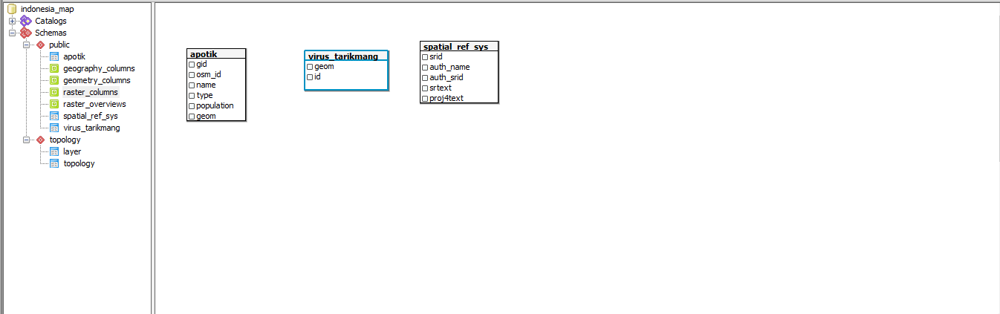 indonesia_map
Catalogs
Schemas
public
apotik
geography_columns
geometry_columns
raster_columns
raster_overviews
spatial_ref_sys
virus_tarikmang
topology
layer
topology
apotik
gid
osm_id
name
type
population
geom
virus_tarikmang
geom
id
spatial_ref_sys
srid
auth_name
auth_srid
srtext
proj4text